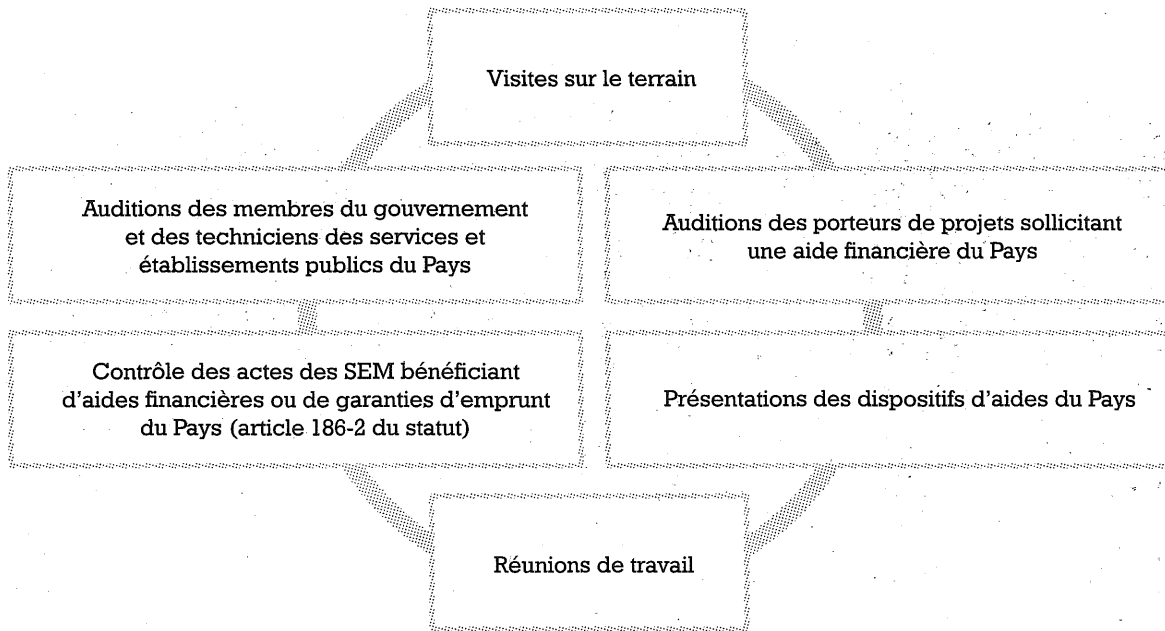 Visites sur le terrain
Auditions des membres du gouvernement
et des techniciens des services et
établissements publics du Pays
Auditions des porteurs de projets sollicitant
une aide financière du Pays
Contrôle des actes des SEM bénéficiant
d'aides financières ou de garanties d'emprunt
du Pays (article 186-2 du statut)
Présentations des dispositifs d'aides du Pays
Réunions de travail